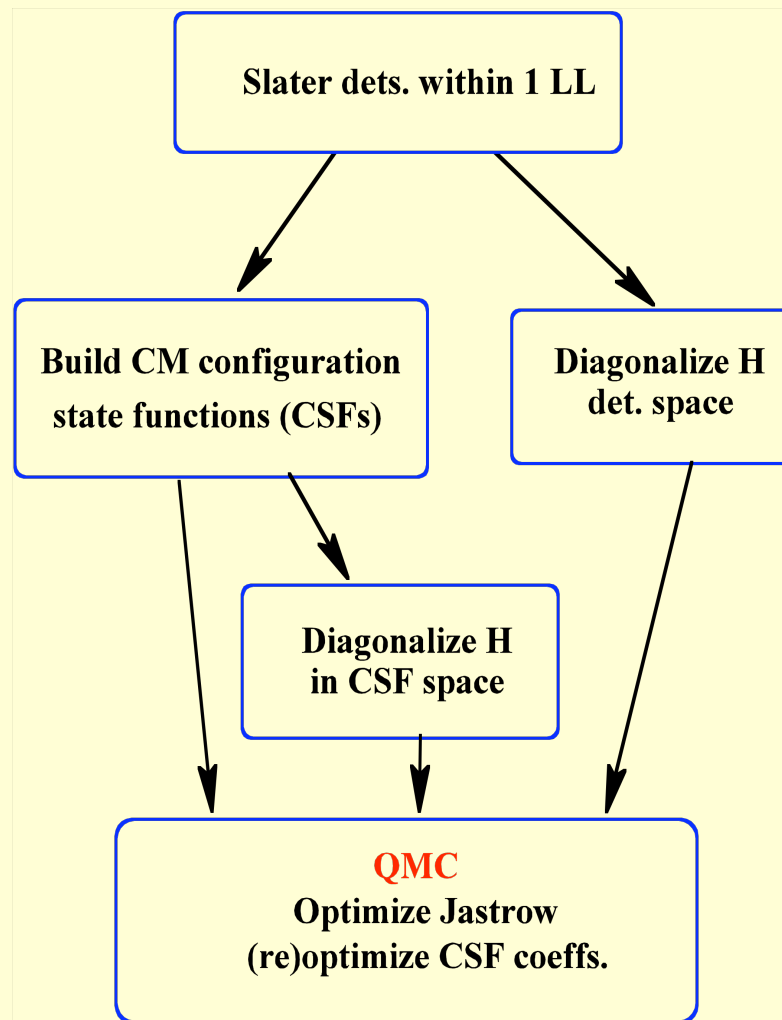 Slater dets. within 1 LL
Build CM configuration
state functions (CSFs)
Diagonalize H
det. space
Diagonalize H
in CSF space
QMC
Optimize Jastrow
(re)optimize CSF coeffs.